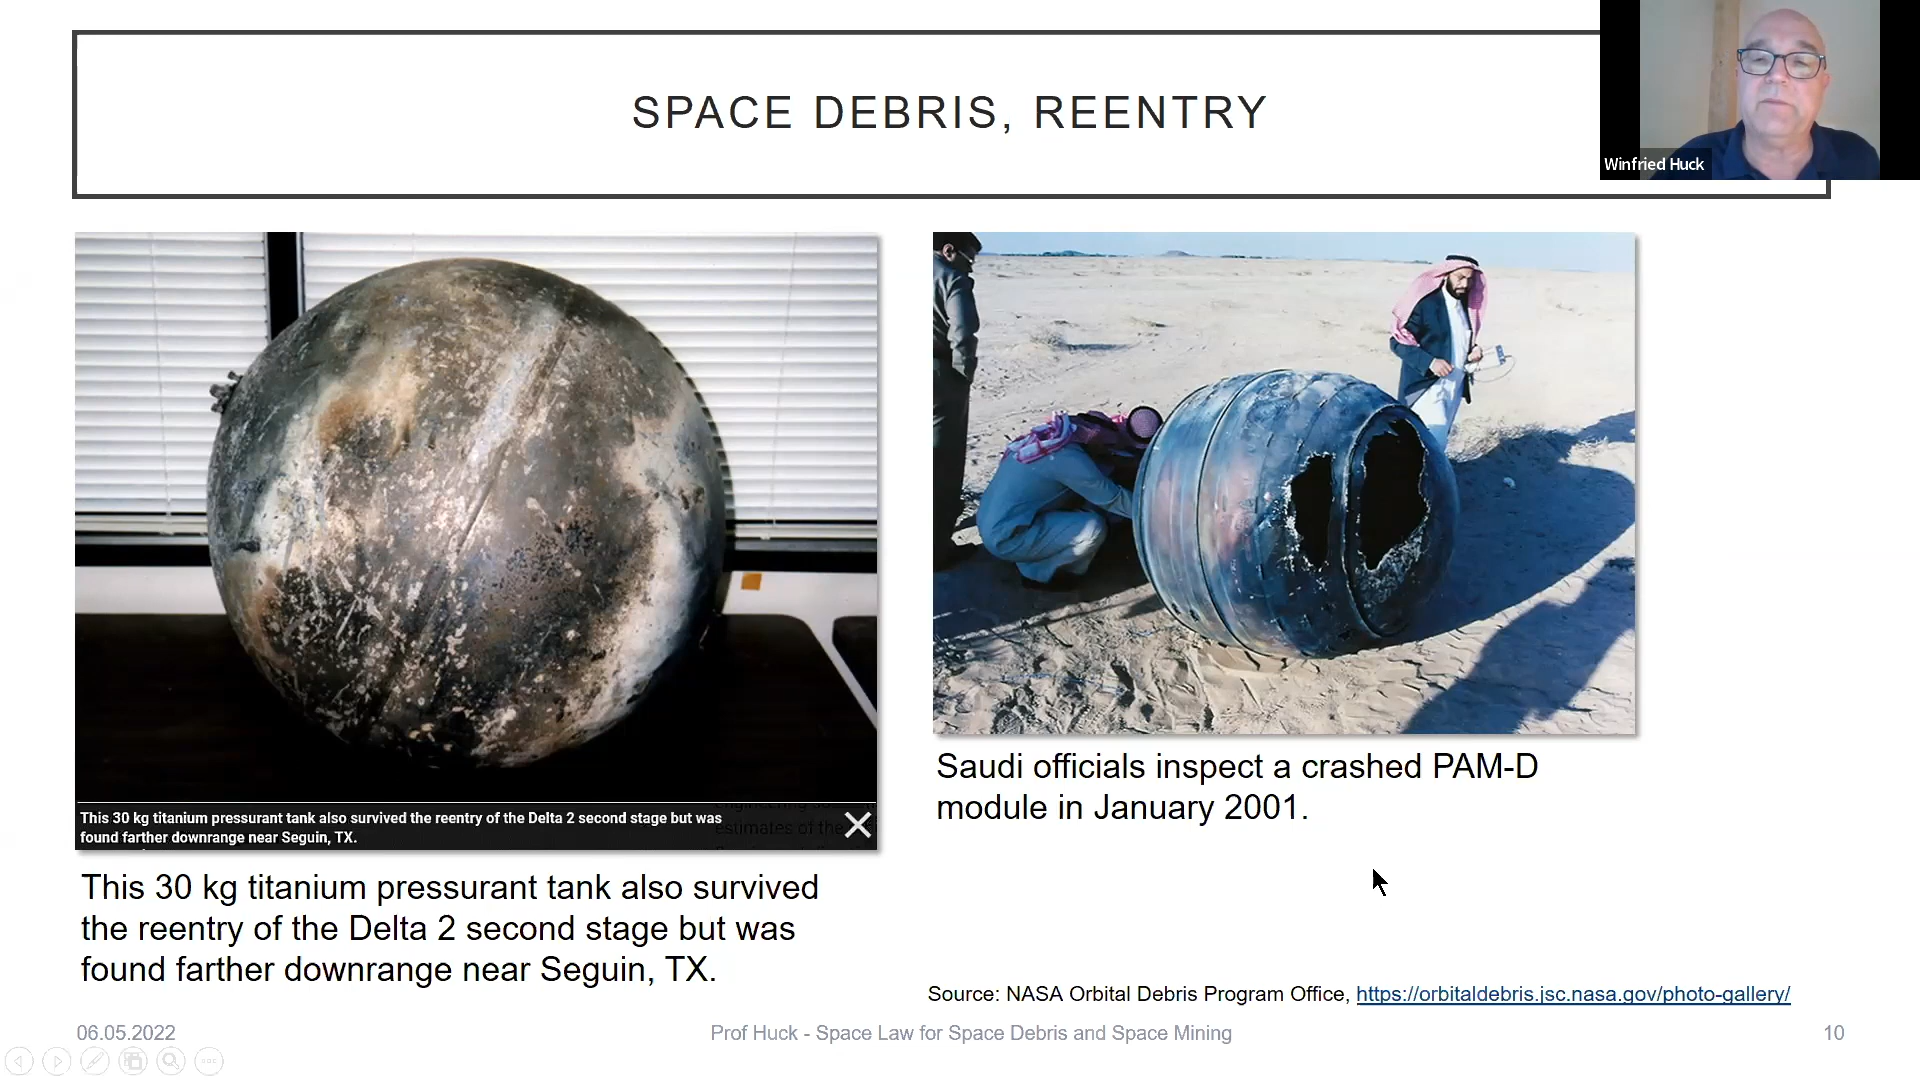 SPACE DEBRIS, REENTRY
Winfried Huck
This 30 kg titanium pressurant tank also survived the reentry of the Delta 2 second stage but was
found farther downrange near Seguin, TX.
estimates of the
This 30 kg titanium pressurant tank also survived
the reentry of the Delta 2 second stage but was
found farther downrange near Seguin, TX.
Saudi officials inspect a crashed PAM-D
module in January 2001.
Source: NASA Orbital Debris Program Office, https://orbitaldebris.jsc.nasa.gov/photo-gallery/
06.05.2022
Prof Huck - Space Law for Space Debris and Space Mining
10